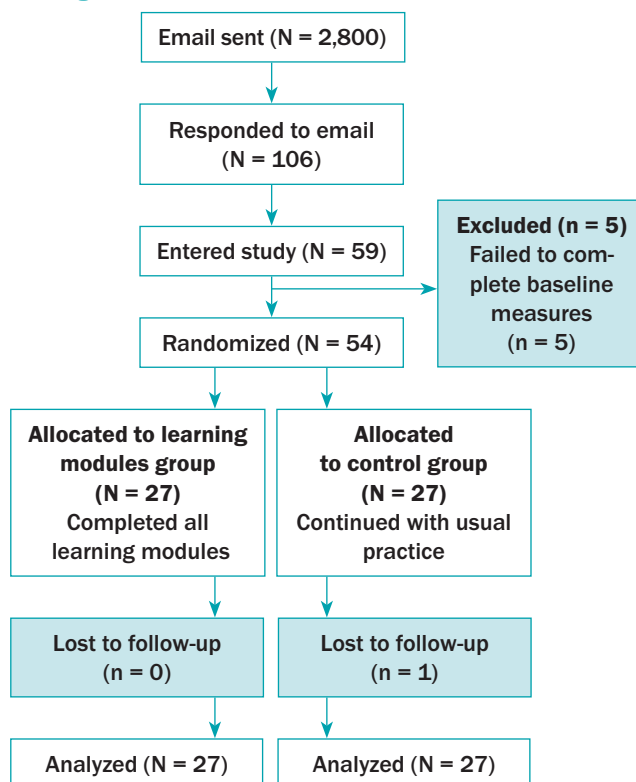 Email sent (N = 2,800)
Responded to email
(N = 106)
Entered study (N = 59)
Excluded (n = 5)
Failed to com-
plete baseline
measures
(n = 5)
Randomized (N = 54)
Allocated to learning
modules group
(N = 27)
Completed all
learning modules
Allocated
to control group
(N = 27)
Continued with usual
practice
Lost to follow-up
(n = 0)
Lost to follow-up
(n = 1)
Analyzed (N = 27)
Analyzed (N = 27)